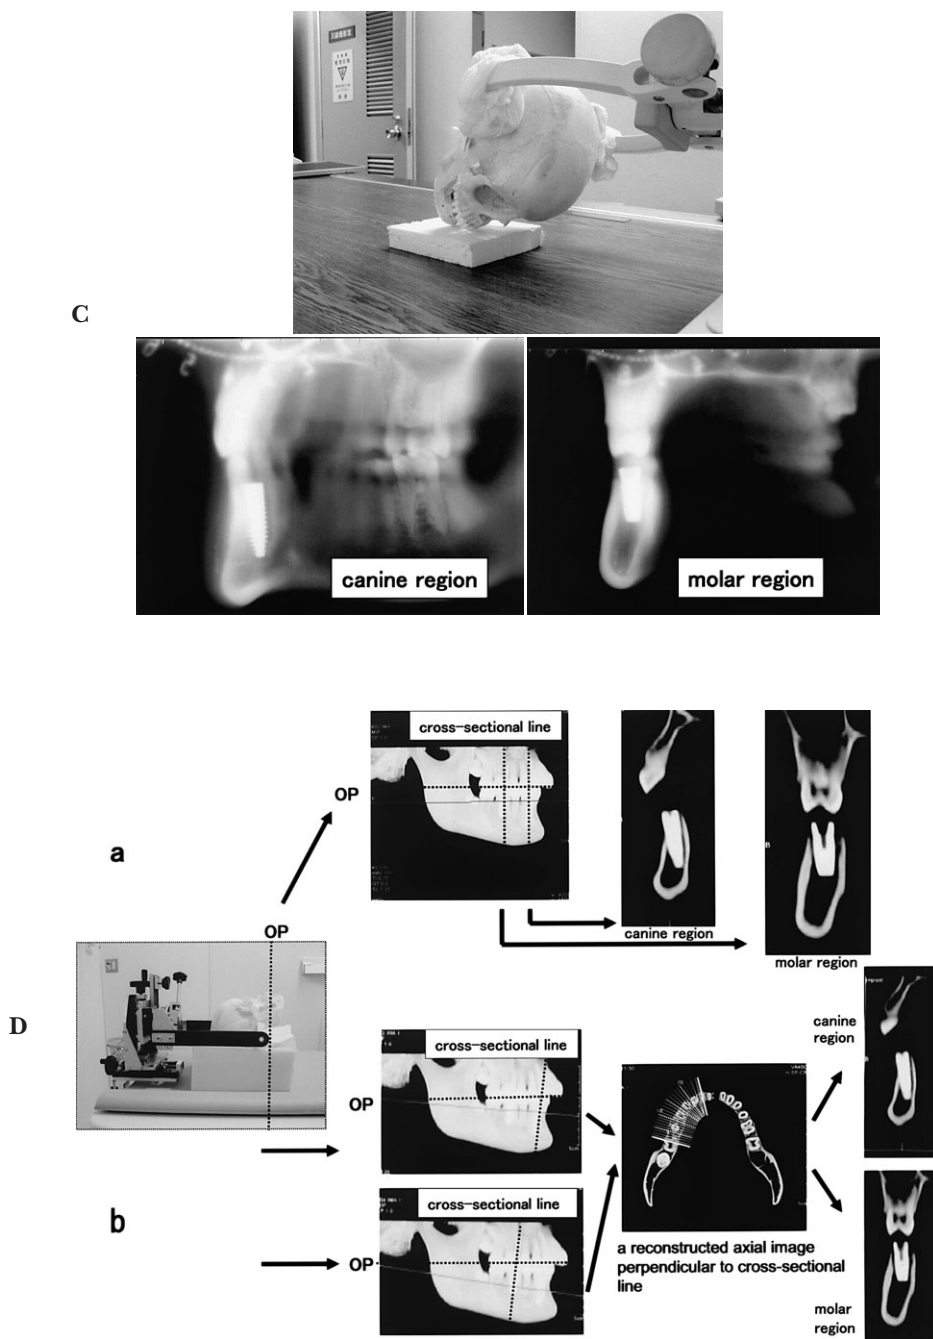 C
canine region
molar region
cross-sectional line
OP
a
OP
B
canine region
molar region
D
canine
region
cross-sectional line
OP
b
cross-sectional line
OP
a reconstructed axial image
perpendicular to cross-sectional
line
molar
region